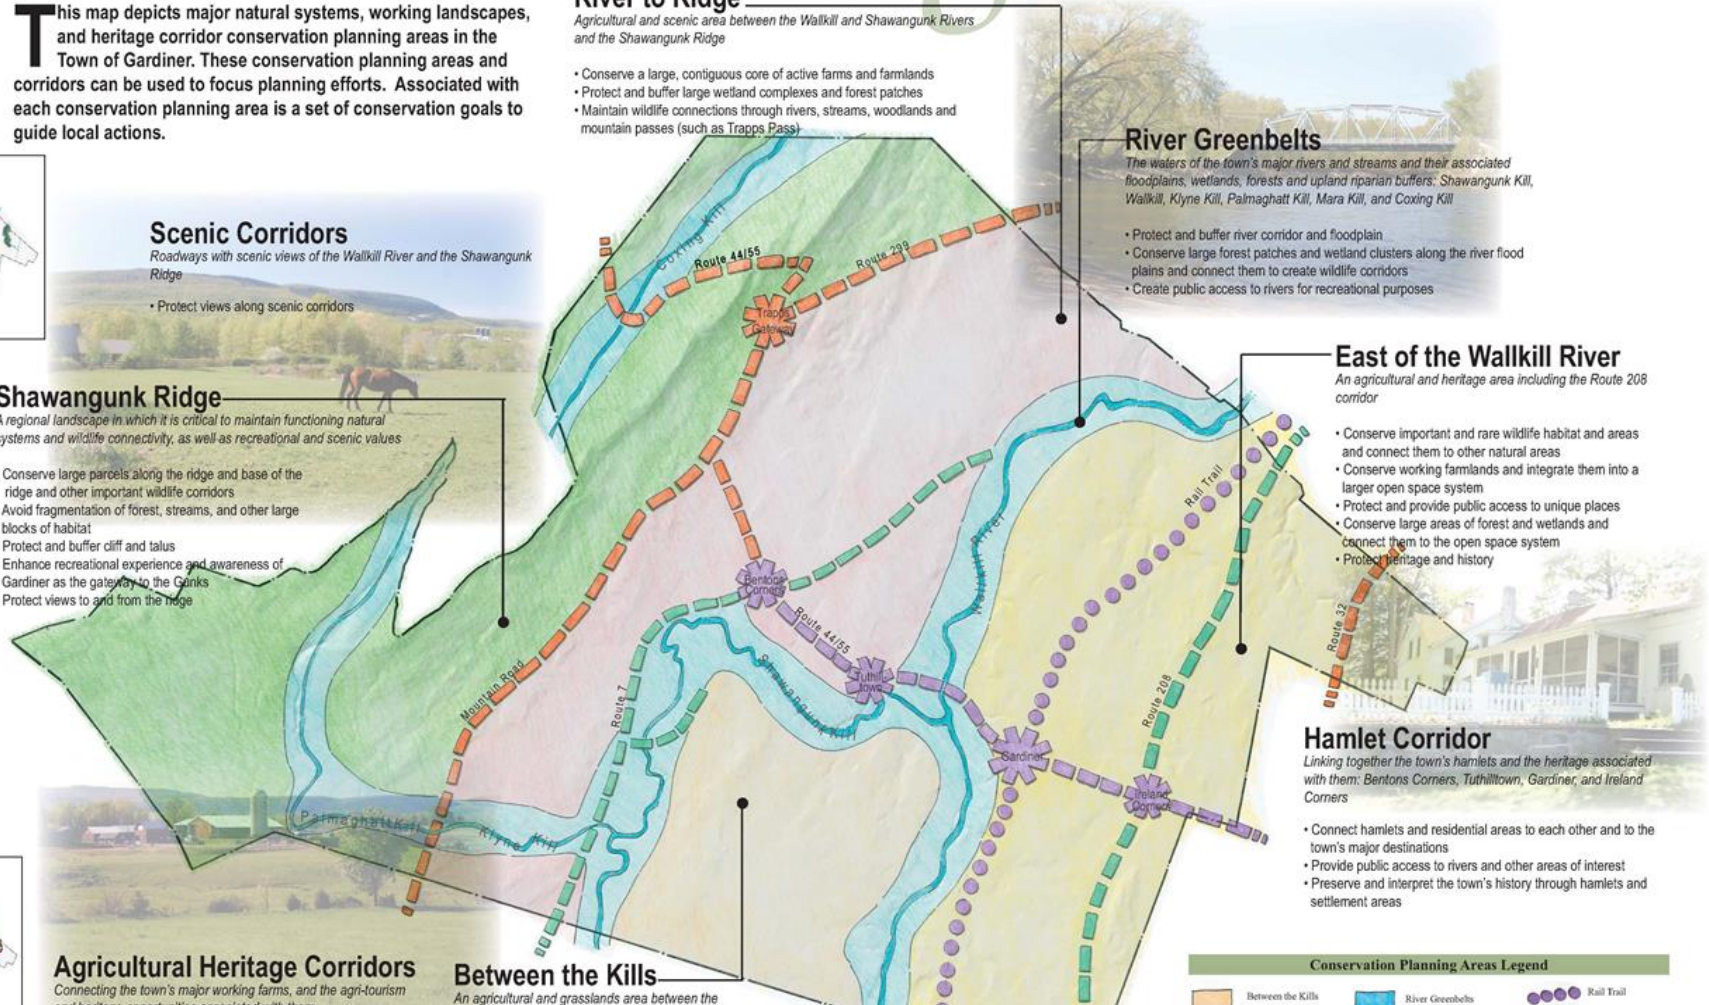 This map depicts major natural systems, working landscapes,
and heritage corridor conservation planning areas in the
Town of Gardiner. These conservation planning areas and
corridors can be used to focus planning efforts. Associated with
each conservation planning area is a set of conservation goals to
guide local actions.
River to Ridge
Agricultural and scenic area between the Wallkill and Shawangunk Rivers
and the Shawangunk Ridge
• Conserve a large, contiguous core of active farms and farmlands
• Protect and buffer large wetland complexes and forest patches
• Maintain wildlife connections through rivers, streams, woodlands and
mountain passes (such as Trapps Pass)
River Greenbelts
The waters of the town's major rivers and streams and their associated
floodplains, wetlands, forests and upland riparian buffers: Shawangunk Kill,
Wallkill, Klyne Kill, Palmaghatt Kill, Mara Kill, and Coxing Kill
• Protect and buffer river corridor and floodplain
• Conserve large forest patches and wetland clusters along the river flood
plains and connect them to create wildlife corridors
• Create public access to rivers for recreational purposes
Scenic Corridors
Roadways with scenic views of the Wallkill River and the Shawangunk
Ridge
• Protect views along scenic corridors
East of the Wallkill River
An agricultural and heritage area including the Route 208
corridor
• Conserve important and rare wildlife habitat and areas
and connect them to other natural areas
• Conserve working farmlands and integrate them into a
larger open space system
• Protect and provide public access to unique places
• Conserve large areas of forest and wetlands and
connect them to the open space system
• Protect heritage and history
Shawangunk Ridge
A regional landscape in which it is critical to maintain functioning natural
systems and wildlife connectivity, as well as recreational and scenic values
Conserve large parcels along the ridge and base of the
ridge and other important wildlife corridors
Avoid fragmentation of forest, streams, and other large
blocks of habitat
Protect and buffer cliff and talus
Enhance recreational experience and awareness of
Gardiner as the gateway to the Gunks
Protect views to and from the ridge
Coxing Kill
Route 44/55
Route 299
Trapps
Gateway
Rail Trail
Wallkill River
Bentons
Corners
Route 44/55
Route 32
Mountain Road
Route 7
Shawangunk Kill
Tuthill
town
Route 208
Gardiner
Ireland
Corners
Palmaghatt Kill
Klyne Kill
Hamlet Corridor
Linking together the town's hamlets and the heritage associated
with them: Bentons Corners, Tuthilltown, Gardiner, and Ireland
Corners
• Connect hamlets and residential areas to each other and to the
town's major destinations
• Provide public access to rivers and other areas of interest
• Preserve and interpret the town's history through hamlets and
settlement areas
Agricultural Heritage Corridors
Connecting the town's major working farms, and the agri-tourism
and heritage opportunities associated with them
Between the Kills
An agricultural and grasslands area between the
Conservation Planning Areas Legend
Between the Kills
River Greenbelts
Rail Trail